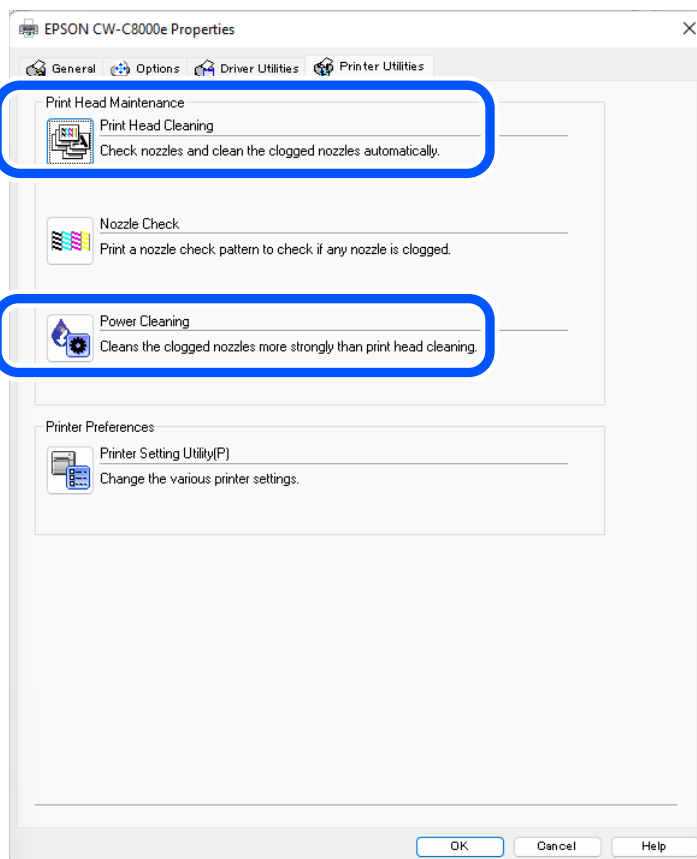 EPSON CW-C8000e Properties
General Options Driver Utilities Printer Utilities
Print Head Maintenance
Print Head Cleaning
Check nozzles and clean the clogged nozzles automatically.
Nozzle Check
Print a nozzle check pattern to check if any nozzle is clogged.
Power Cleaning
Cleans the clogged nozzles more strongly than print head cleaning.
Printer Preferences
Printer Setting Utility(P)
Change the various printer settings.
OK Cancel Help